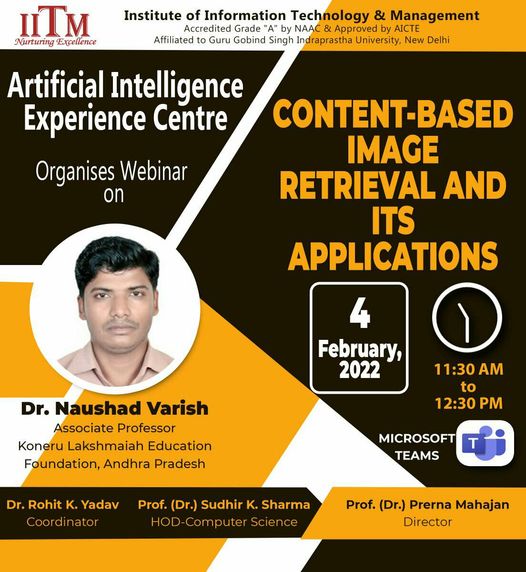 IITM
Nurturing Excellence
Institute of Information Technology & Management
Accredited Grade "A" by NAAC & Approved by AICTE
Affiliated to Guru Gobind Singh Indraprastha University, New Delhi
Artificial Intelligence
Experience Centre
Organises Webinar
on
CONTENT-BASED
IMAGE
RETRIEVAL AND
ITS
APPLICATIONS
4
February,
2022
11:30 AM
to
12:30 PM
MICROSOFT
TEAMS
T
Dr. Naushad Varish
Associate Professor
Koneru Lakshmaiah Education
Foundation, Andhra Pradesh
Dr. Rohit K. Yadav
Coordinator
Prof. (Dr.) Sudhir K. Sharma
HOD-Computer Science
Prof. (Dr.) Prerna Mahajan
Director